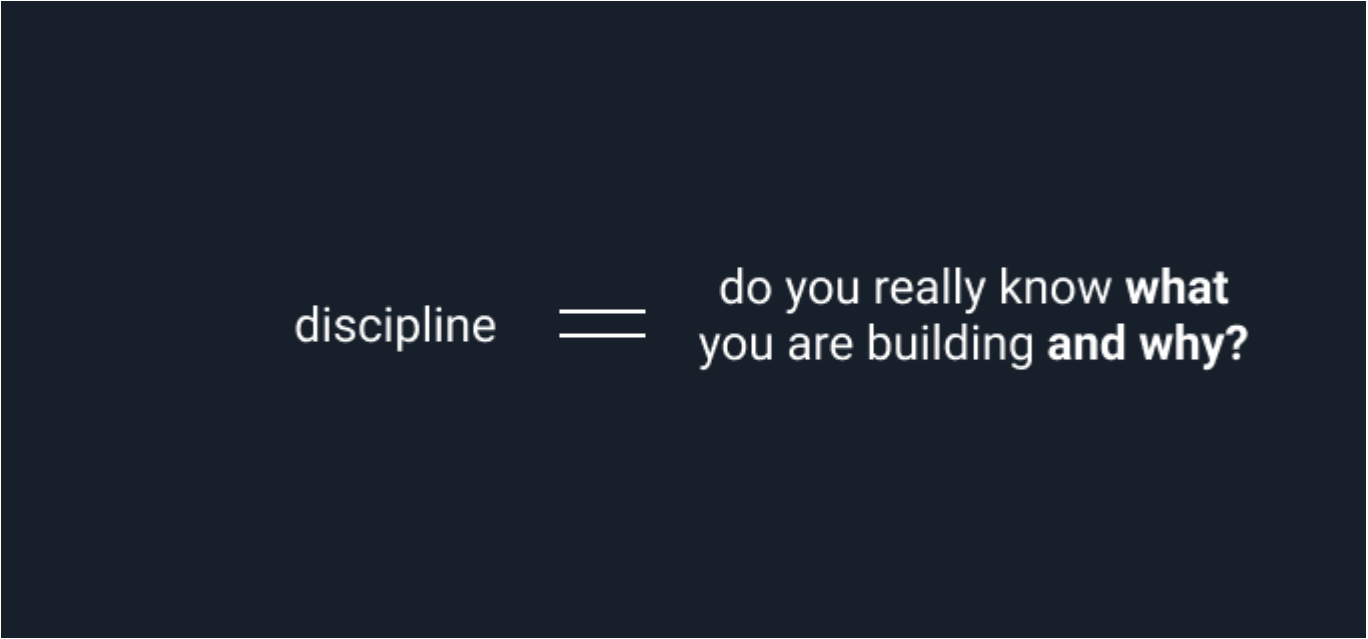 discipline
=
do you really know what
you are building and why?